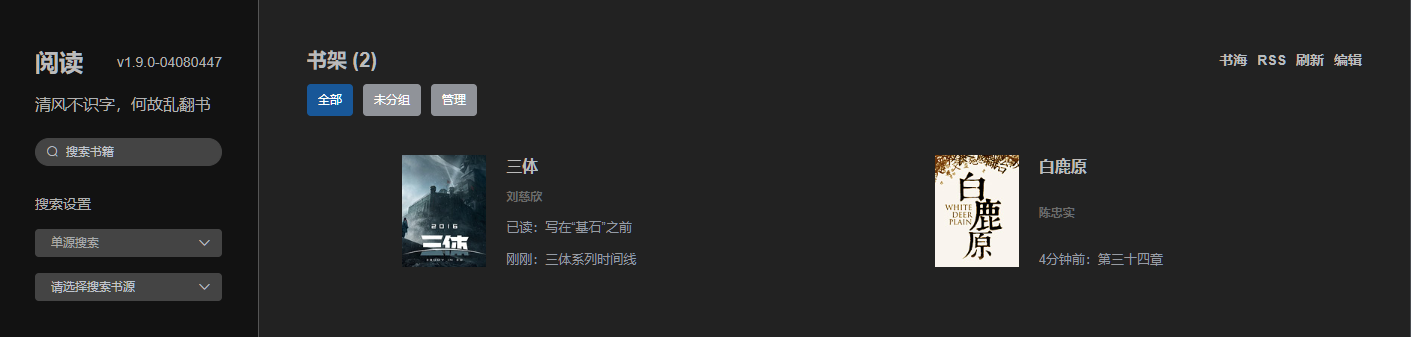 阅读 v1.9.0-04080447
清风不识字，何故乱翻书
搜索书籍
搜索设置
单源搜索
请选择搜索书源
书架 (2)
书海 RSS 刷新 编辑
全部 未分组 管理
2016
三体
三体
刘慈欣
已读：写在“基石”之前
刚刚：三体系列时间线
白鹿原
WHITE
DEER
PLAIN
白鹿原
陈忠实
4分钟前：第三十四章